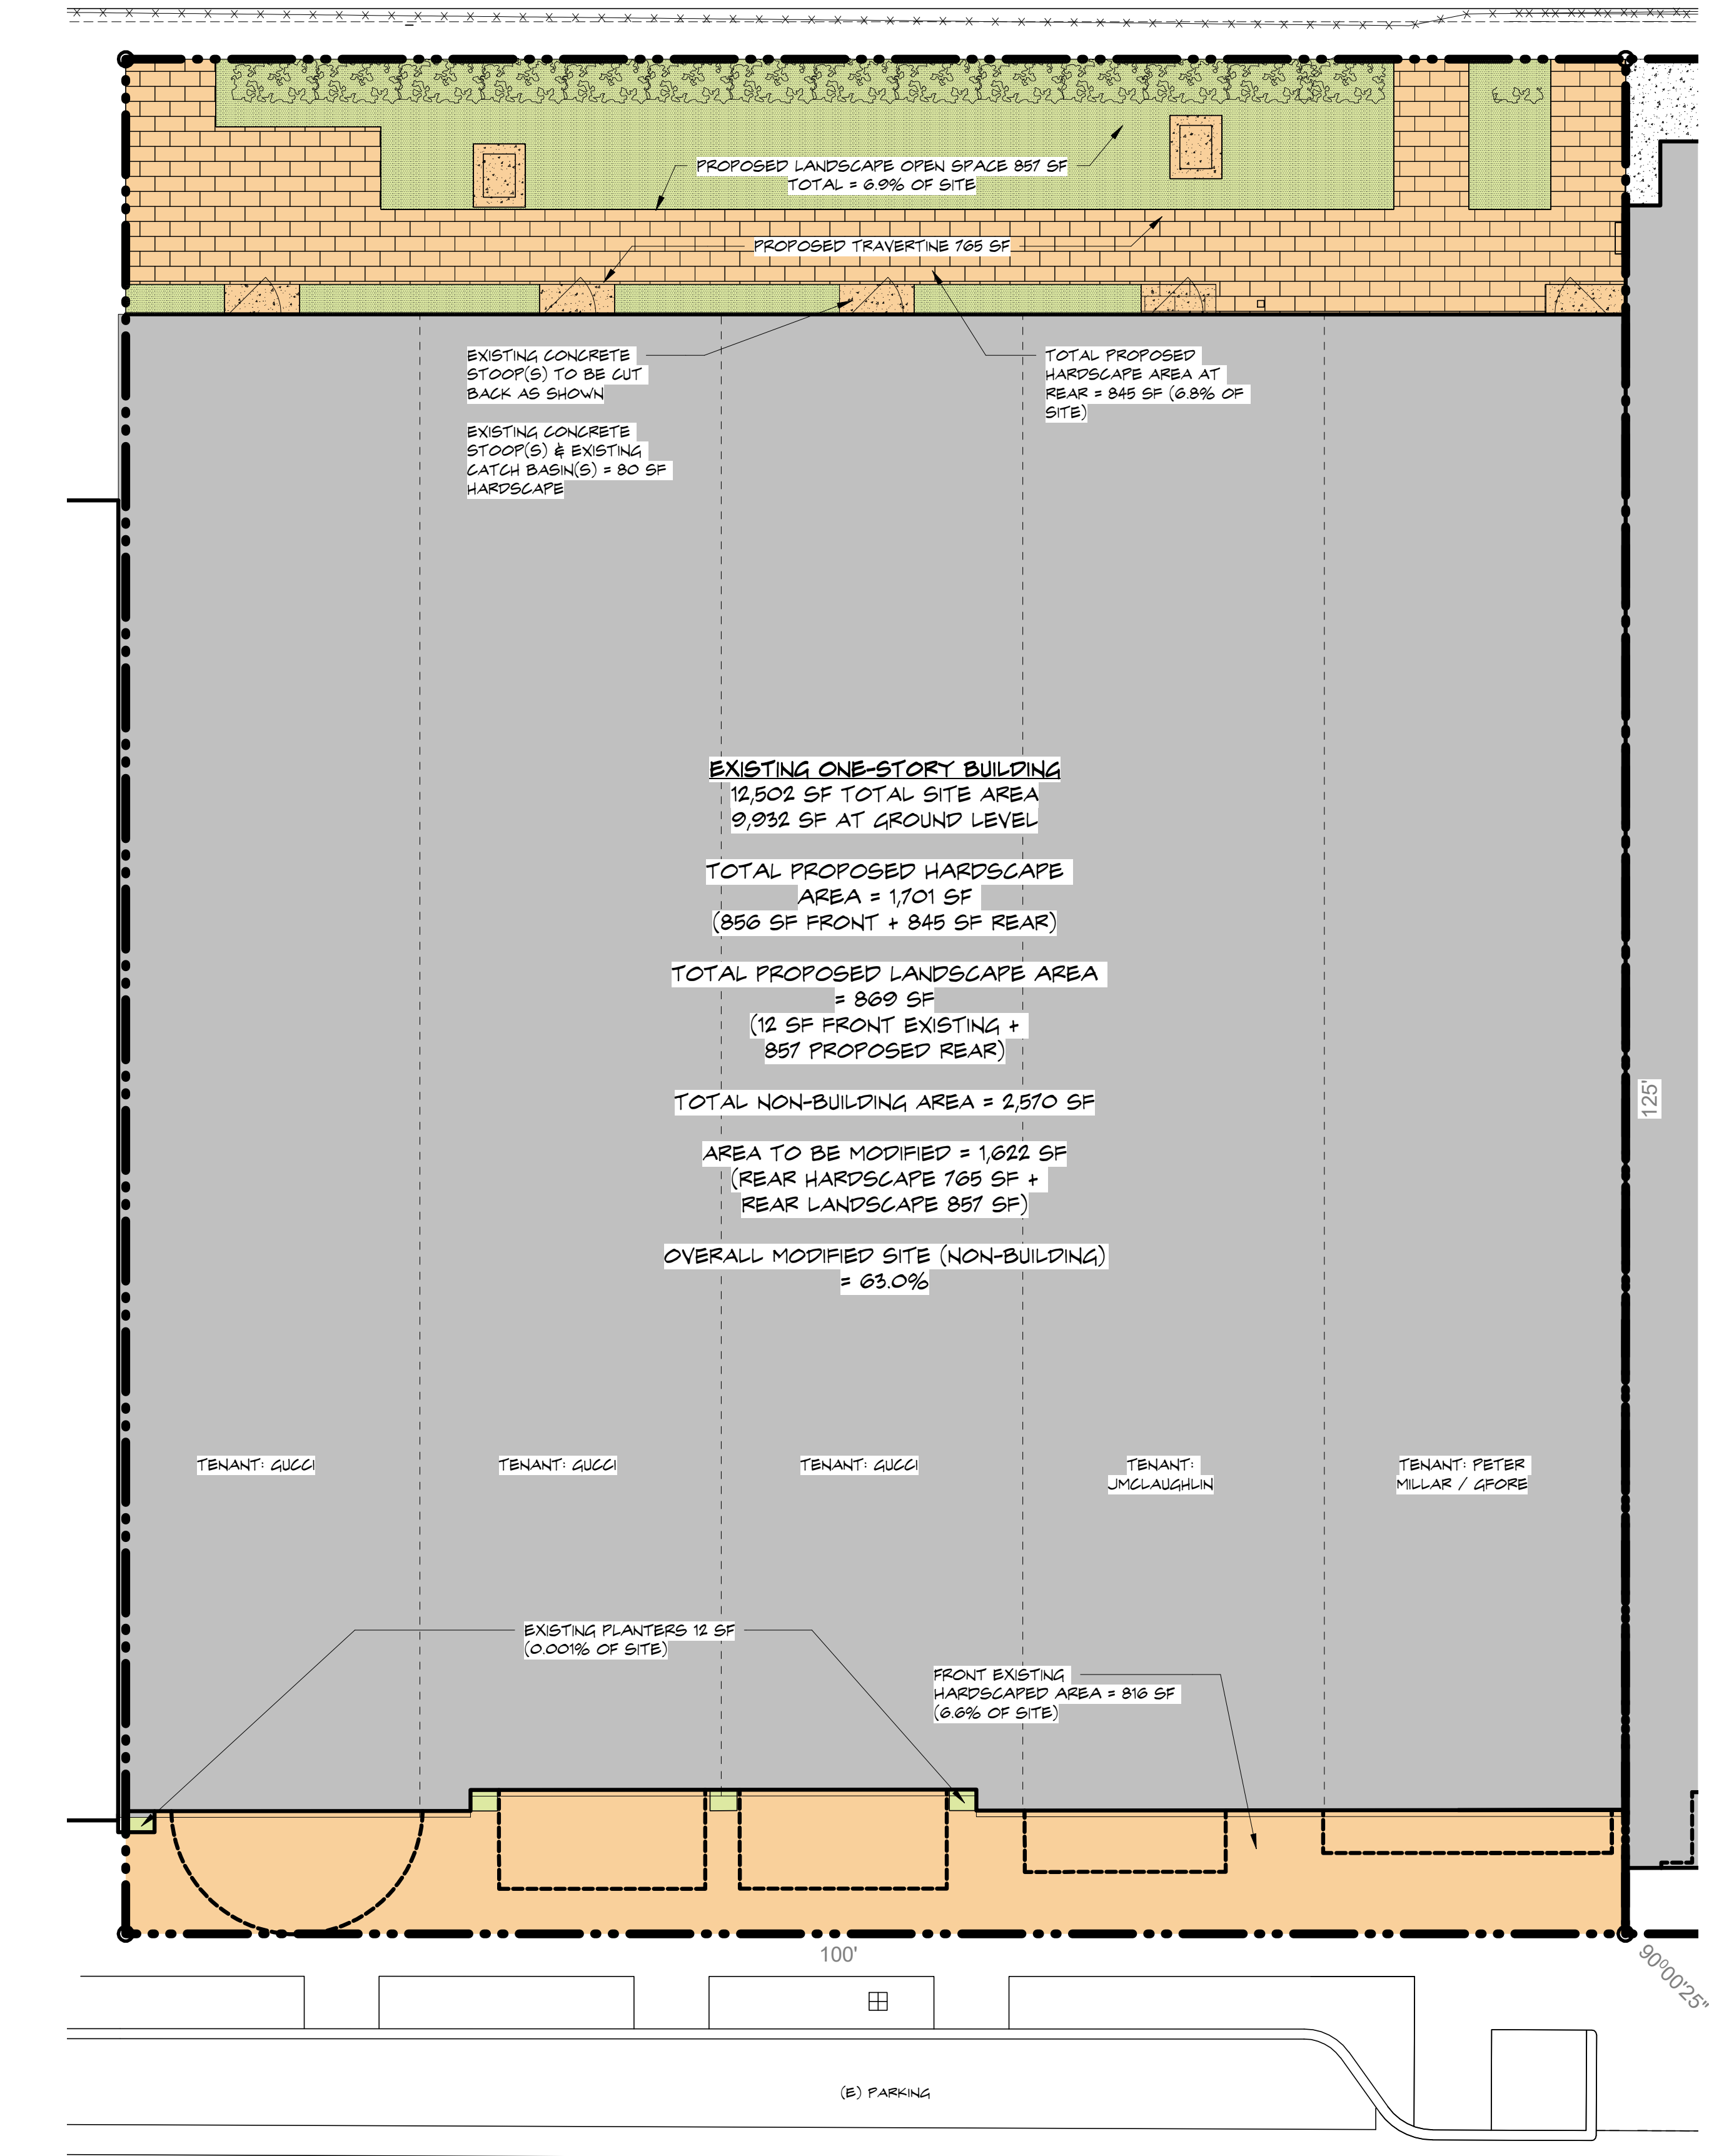 PROPOSED LANDSCAPE OPEN SPACE 857 SF
TOTAL = 6.9% OF SITE
PROPOSED TRAVERTINE 765 SF
EXISTING CONCRETE
STOOP(S) TO BE CUT
BACK AS SHOWN
EXISTING CONCRETE
STOOP(S) & EXISTING
CATCH BASIN(S) = 80 SF
HARDSCAPE
TOTAL PROPOSED
HARDSCAPE AREA AT
REAR = 845 SF (6.8% OF
SITE)
EXISTING ONE-STORY BUILDING
12,502 SF TOTAL SITE AREA
9,932 SF AT GROUND LEVEL
TOTAL PROPOSED HARDSCAPE
AREA = 1,701 SF
(856 SF FRONT + 845 SF REAR)
TOTAL PROPOSED LANDSCAPE AREA
= 869 SF
(12 SF FRONT EXISTING +
857 PROPOSED REAR)
TOTAL NON-BUILDING AREA = 2,570 SF
AREA TO BE MODIFIED = 1,622 SF
(REAR HARDSCAPE 765 SF +
REAR LANDSCAPE 857 SF)
OVERALL MODIFIED SITE (NON-BUILDING)
= 63.0%
125'
TENANT: GUCCI
TENANT: GUCCI
TENANT: GUCCI
TENANT:
JMCLAUGHLIN
TENANT: PETER
MILLAR / GFORE
EXISTING PLANTERS 12 SF
(0.001% OF SITE)
FRONT EXISTING
HARDSCAPED AREA = 816 SF
(6.6% OF SITE)
100'
90°00'25"
(E) PARKING